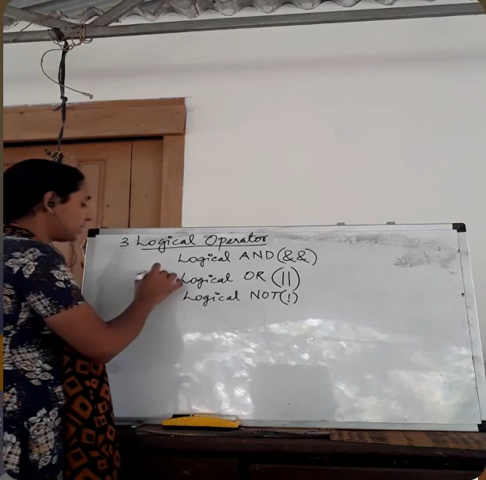 3 Logical Operator
Logical AND(&&)
Logical OR (||)
Logical NOT(!)